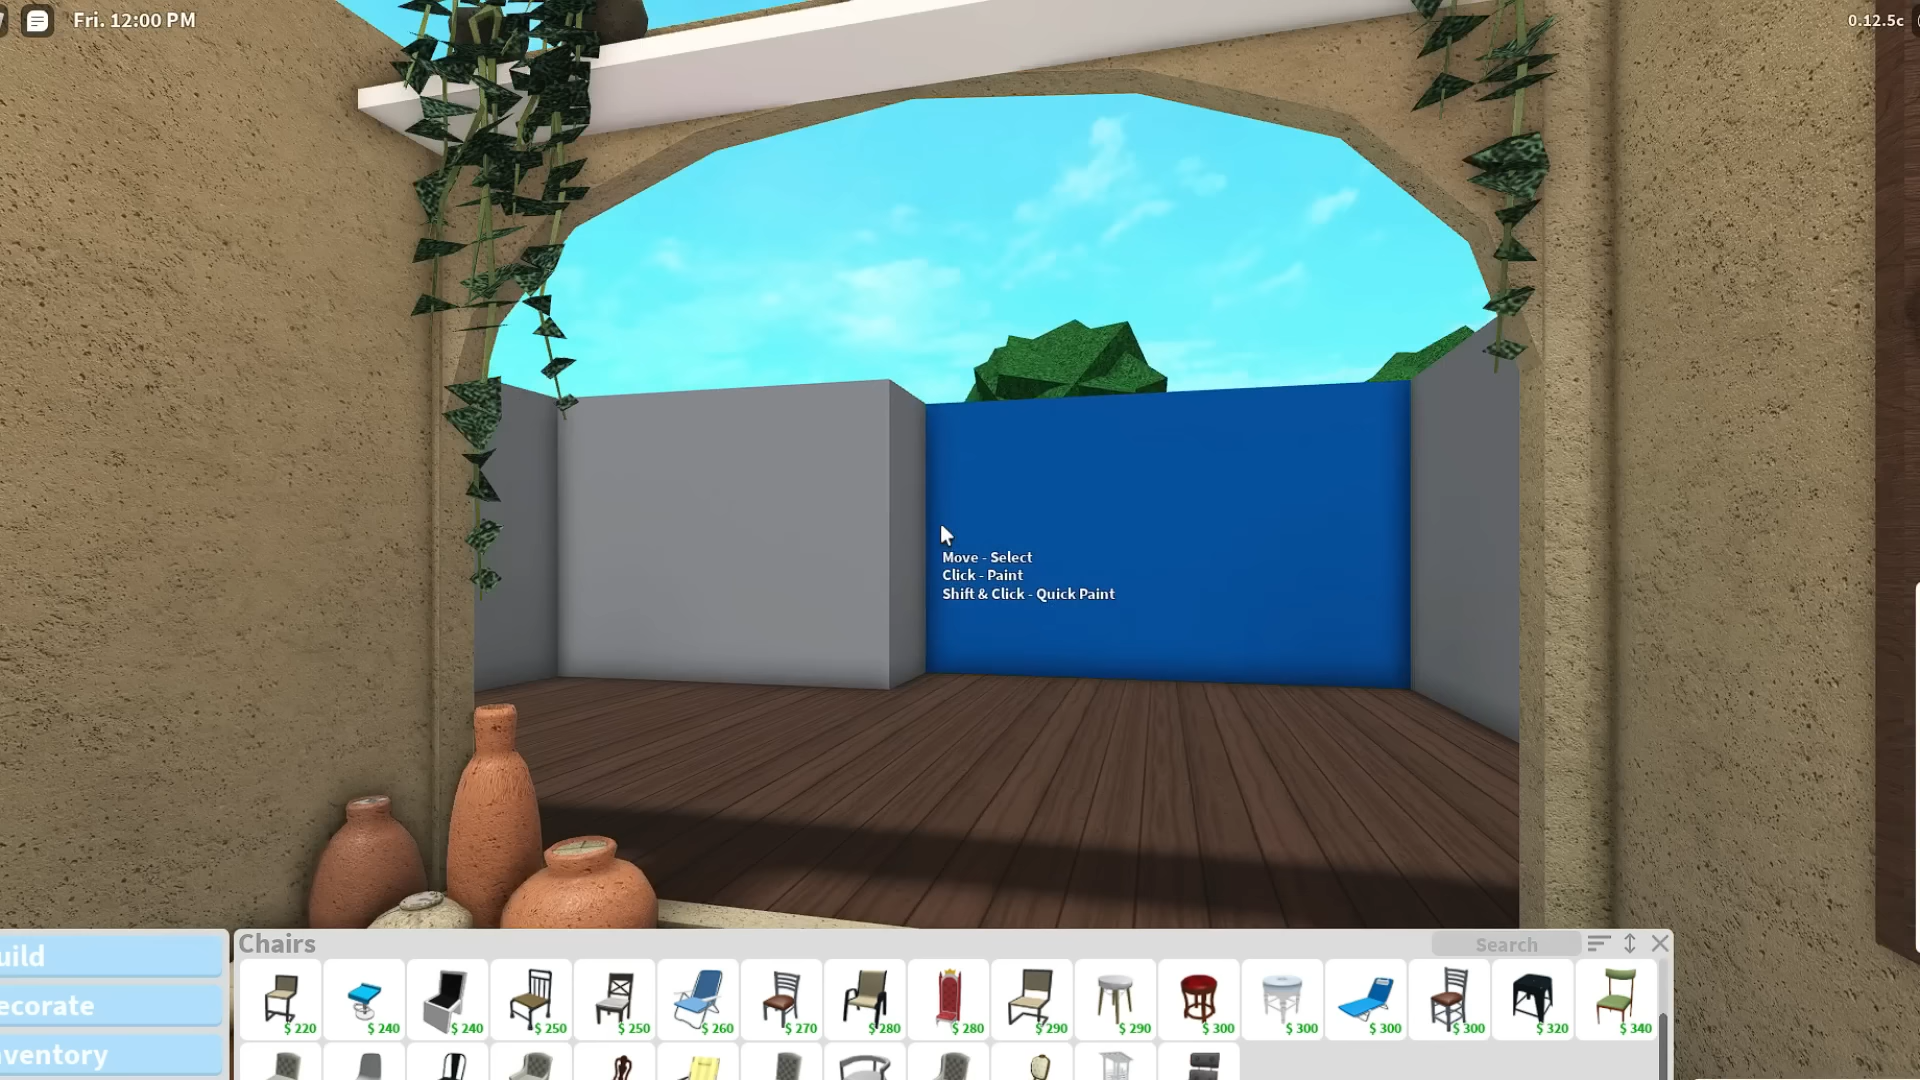 Fri. 12:00 PM
0.12.5c
Move - Select
Click - Paint
Shift & Click - Quick Paint
uild
ecorate
nventory
Chairs
Search
$ 220
$ 240
$ 240
$ 250
$ 250
$ 260
$ 270
$ 280
$ 280
$ 290
$ 290
$ 300
$ 300
$ 300
$ 300
$ 320
$ 340